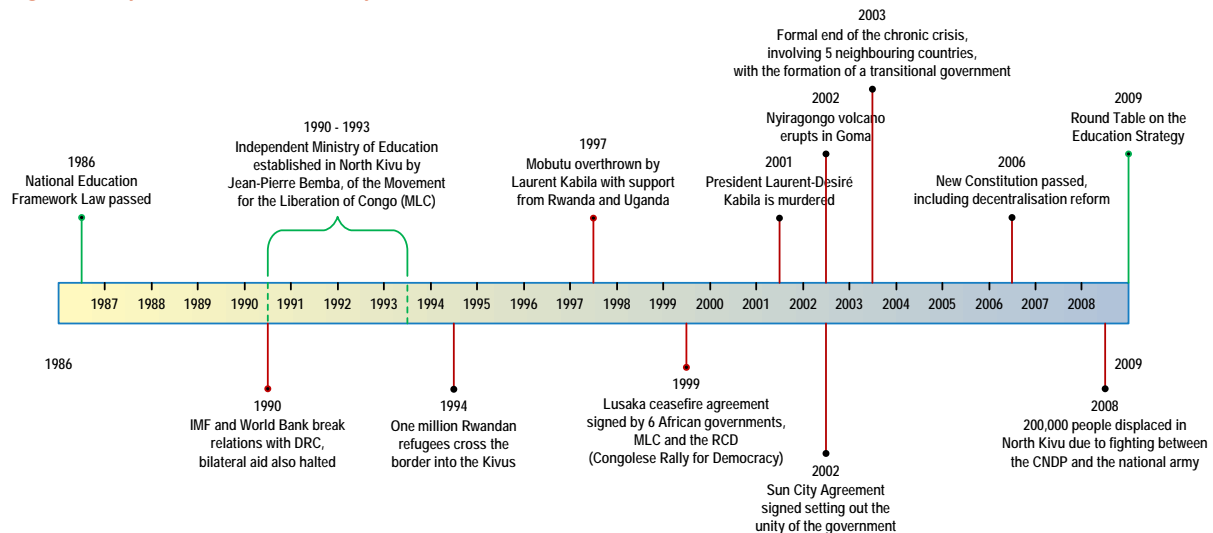 2003
Formal end of the chronic crisis,
involving 5 neighbouring countries,
with the formation of a transitional government
2002
Nyiragongo volcano
erupts in Goma
2009
Round Table on the
Education Strategy
1990 - 1993
Independent Ministry of Education
established in North Kivu by
Jean-Pierre Bemba, of the Movement
for the Liberation of Congo (MLC)
1986
National Education
Framework Law passed
1997
Mobutu overthrown by
Laurent Kabila with support
from Rwanda and Uganda
2001
President Laurent-Desiré
Kabila is murdered
2006
New Constitution passed,
including decentralisation reform
1987 1988 1989 1990 1991 1992 1993 1994 1995 1996 1997 1998 1999 2000 2001 2002 2003 2004 2005 2006 2007 2008
1986
2009
1990
IMF and World Bank break
relations with DRC,
bilateral aid also halted
1994
One million Rwandan
refugees cross the
border into the Kivus
1999
Lusaka ceasefire agreement
signed by 6 African governments,
MLC and the RCD
(Congolese Rally for Democracy)
2002
Sun City Agreement
signed setting out the
unity of the government
2008
200,000 people displaced in
North Kivu due to fighting between
the CNDP and the national army